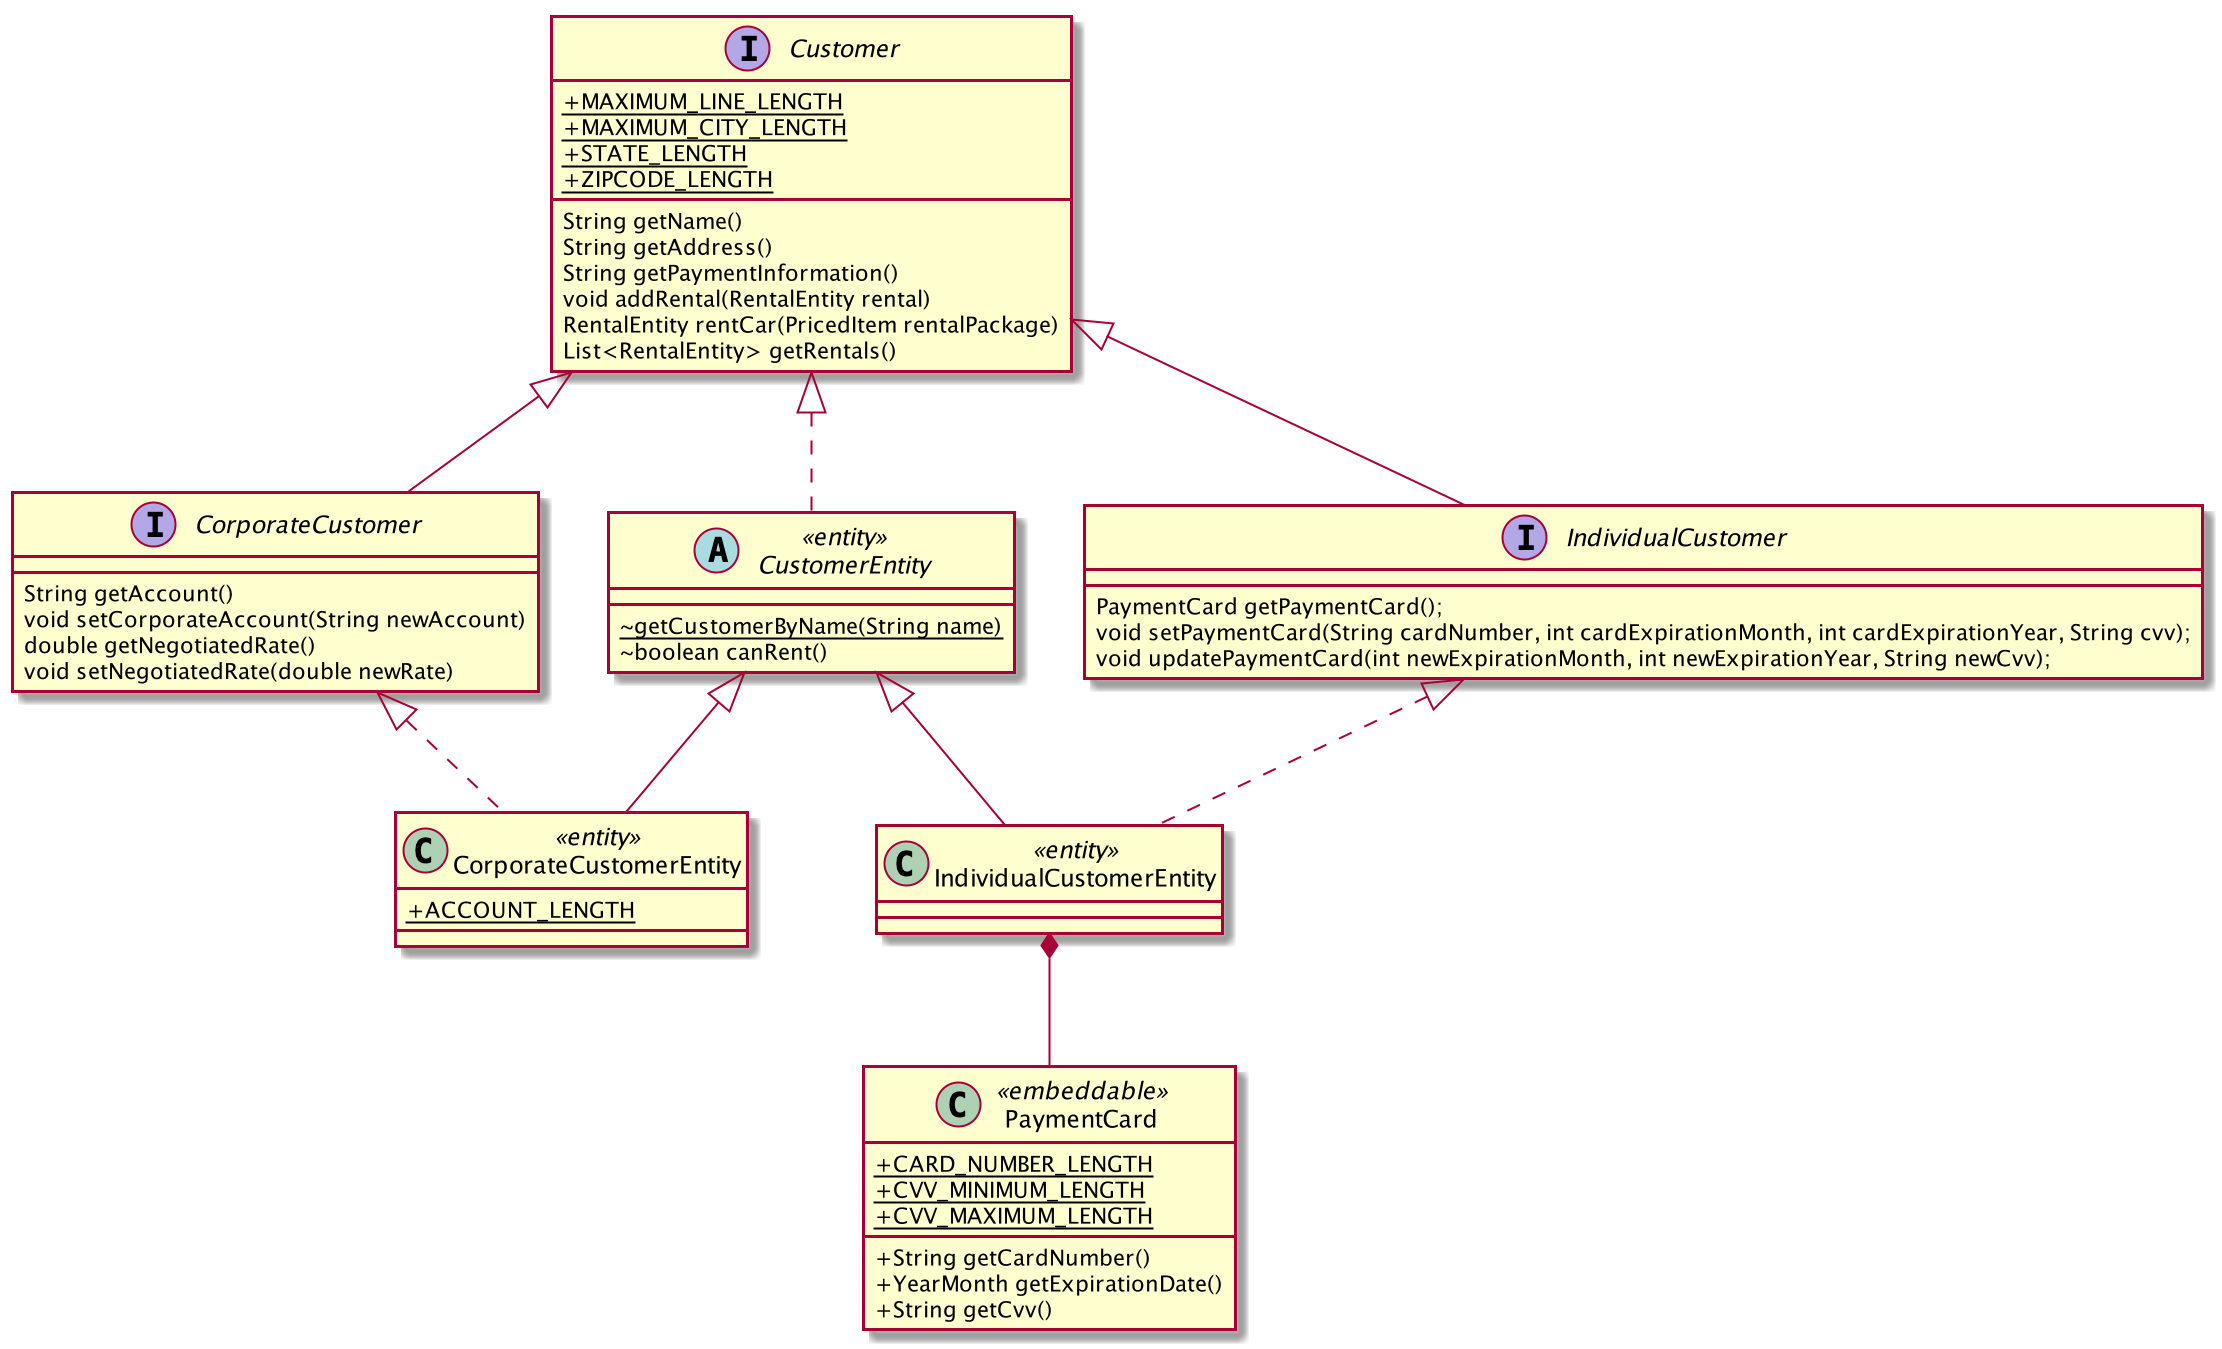 I Customer
+MAXIMUM_LINE_LENGTH
+MAXIMUM_CITY_LENGTH
+STATE_LENGTH
+ZIPCODE_LENGTH
String getName()
String getAddress()
String getPaymentInformation()
void addRental(RentalEntity rental)
RentalEntity rentCar(PricedItem rentalPackage)
List<RentalEntity> getRentals()
I CorporateCustomer
String getAccount()
void setCorporateAccount(String newAccount)
double getNegotiatedRate()
void setNegotiatedRate(double newRate)
A «entity»
CustomerEntity
~getCustomerByName(String name)
~boolean canRent()
I IndividualCustomer
PaymentCard getPaymentCard();
void setPaymentCard(String cardNumber, int cardExpirationMonth, int cardExpirationYear, String cvv);
void updatePaymentCard(int newExpirationMonth, int newExpirationYear, String newCvv);
C «entity»
CorporateCustomerEntity
+ACCOUNT_LENGTH
C «entity»
IndividualCustomerEntity
C «embeddable»
PaymentCard
+CARD_NUMBER_LENGTH
+CVV_MINIMUM_LENGTH
+CVV_MAXIMUM_LENGTH
+String getCardNumber()
+YearMonth getExpirationDate()
+String getCvv()